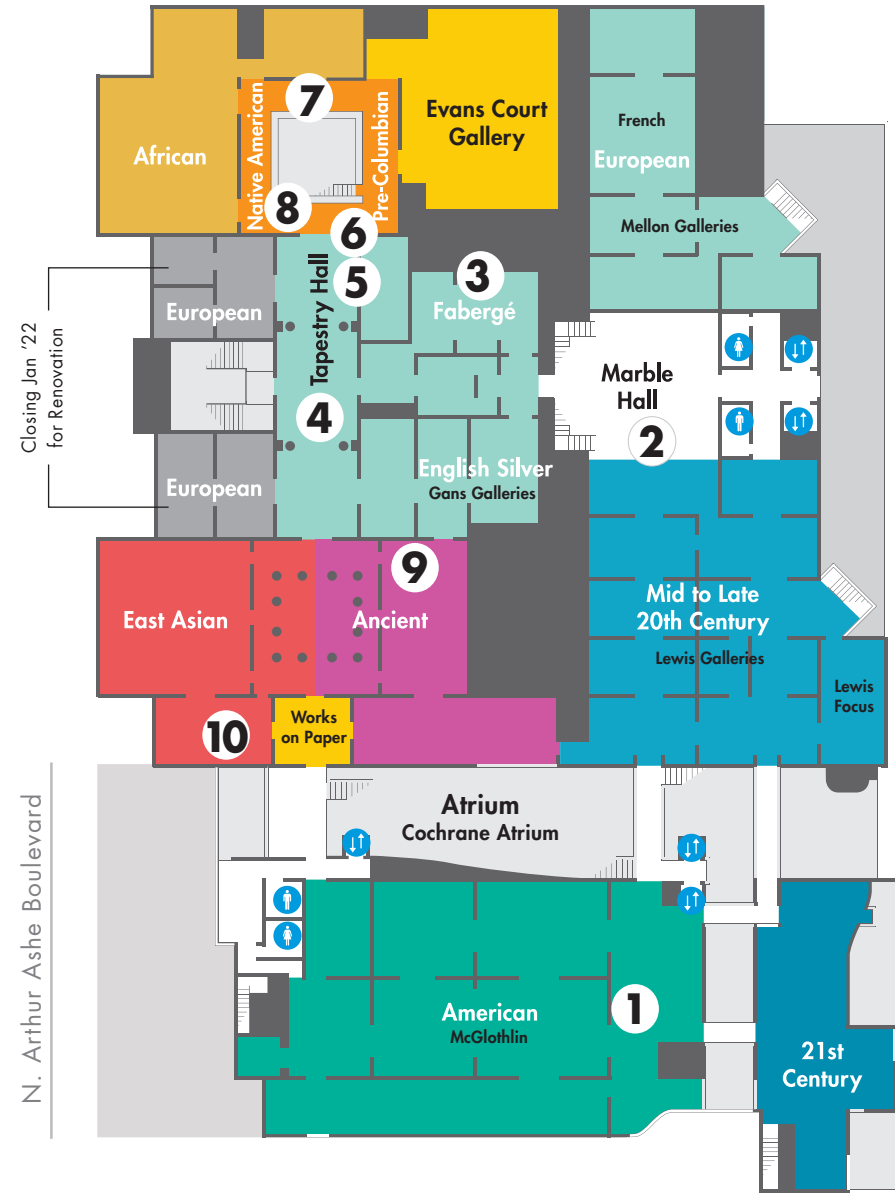 7
Evans Court
Gallery
French
European
African
Native American
Pre-Columbian
8
6
Mellon Galleries
5
3
Fabergé
European
Tapestry Hall
Closing Jan '22
for Renovation
Marble
Hall
4
2
European
English Silver
Gans Galleries
9
East Asian
Ancient
Mid to Late
20th Century
Lewis Galleries
Lewis
Focus
10
Works
on Paper
Atrium
Cochrane Atrium
N. Arthur Ashe Boulevard
American
McGlothlin
1
21st
Century